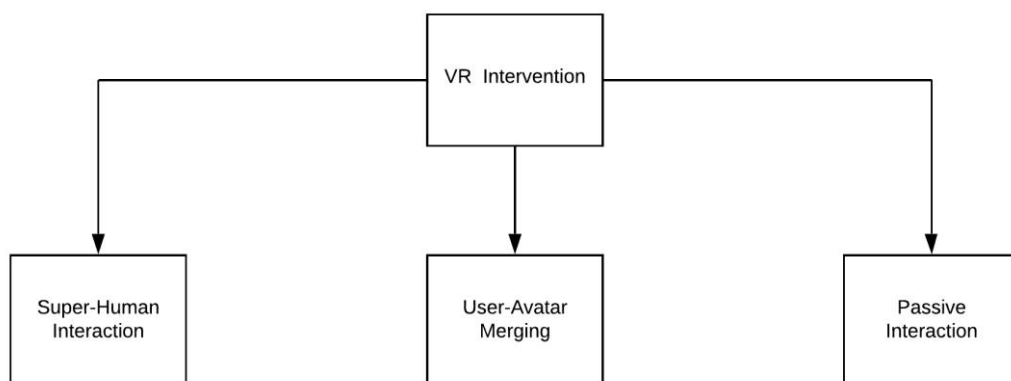 VR Intervention
Super-Human
Interaction
User-Avatar
Merging
Passive
Interaction